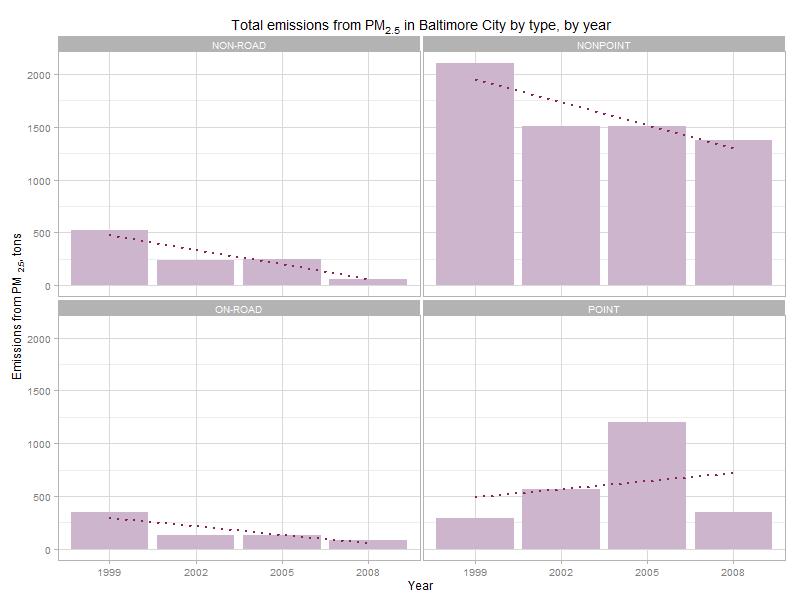 Total emissions from PM2.5 in Baltimore City by type, by year
NON-ROAD
NONPOINT
2000
1500
1000
500
0
ON-ROAD
POINT
2000
1500
1000
500
0
1999 2002 2005 2008
1999 2002 2005 2008
Year
Emissions from PM 2.5, tons